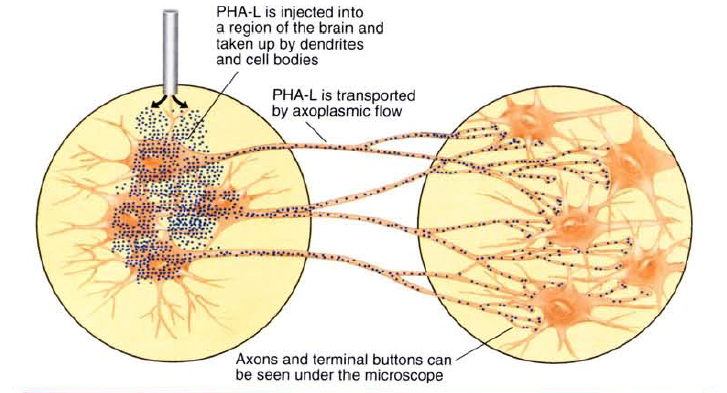 PHA-L is injected into
a region of the brain and
taken up by dendrites
and cell bodies
PHA-L is transported
by axoplasmic flow
Axons and terminal buttons can
be seen under the microscope